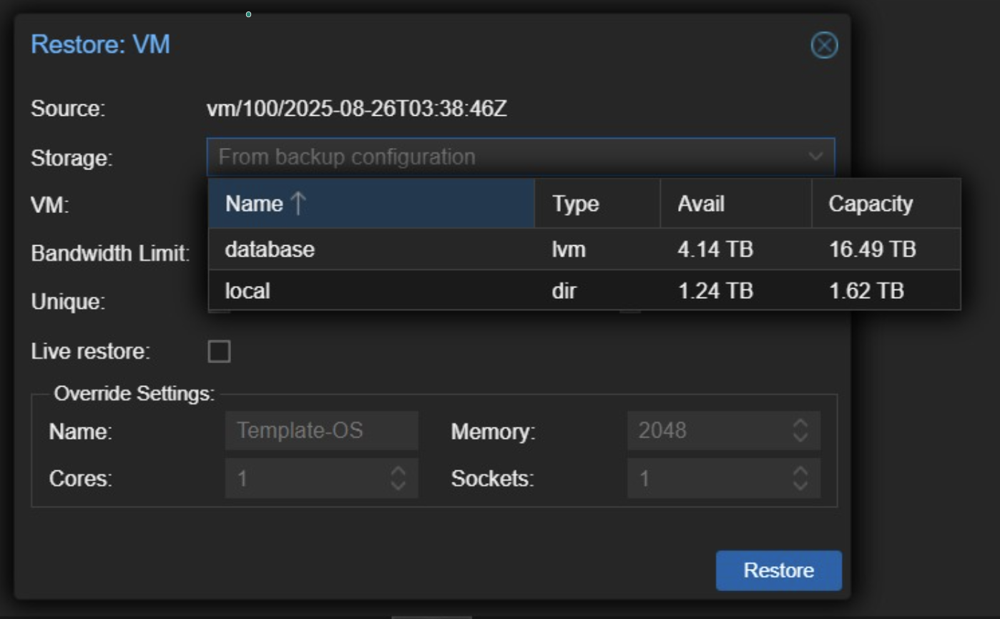 Restore: VM
Source: vm/100/2025-08-26T03:38:46Z
Storage: From backup configuration
VM:
Name ↑ Type Avail Capacity
Bandwidth Limit:
database lvm 4.14 TB 16.49 TB
local dir 1.24 TB 1.62 TB
Unique:
Live restore:
Override Settings:
Name: Template-OS Memory: 2048
Cores: 1 Sockets: 1
Restore